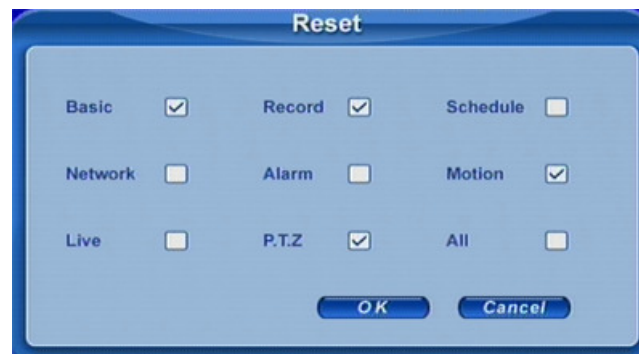 Reset
Basic Record Schedule
Network Alarm Motion
Live P.T.Z All
OK Cancel